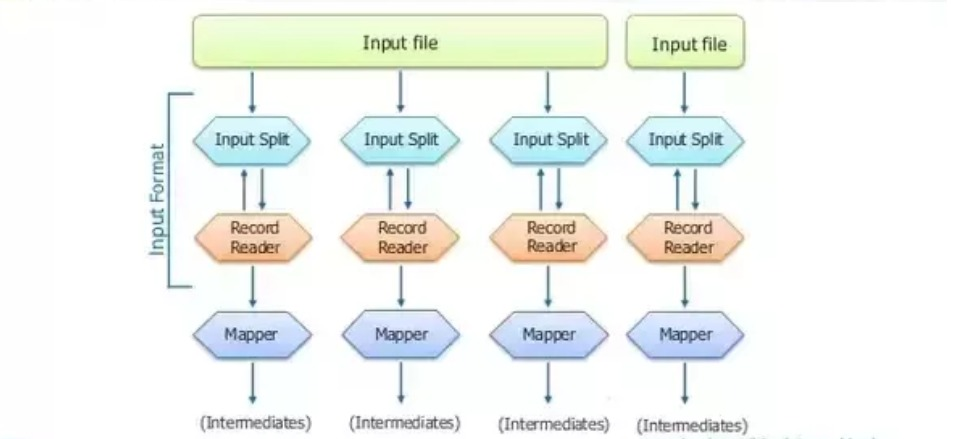 Input file
Input file
Input Format
Input Split
Input Split
Input Split
Input Split
Record
Reader
Record
Reader
Record
Reader
Record
Reader
Mapper
Mapper
Mapper
Mapper
(Intermediates)
(Intermediates)
(Intermediates)
(Intermediates)